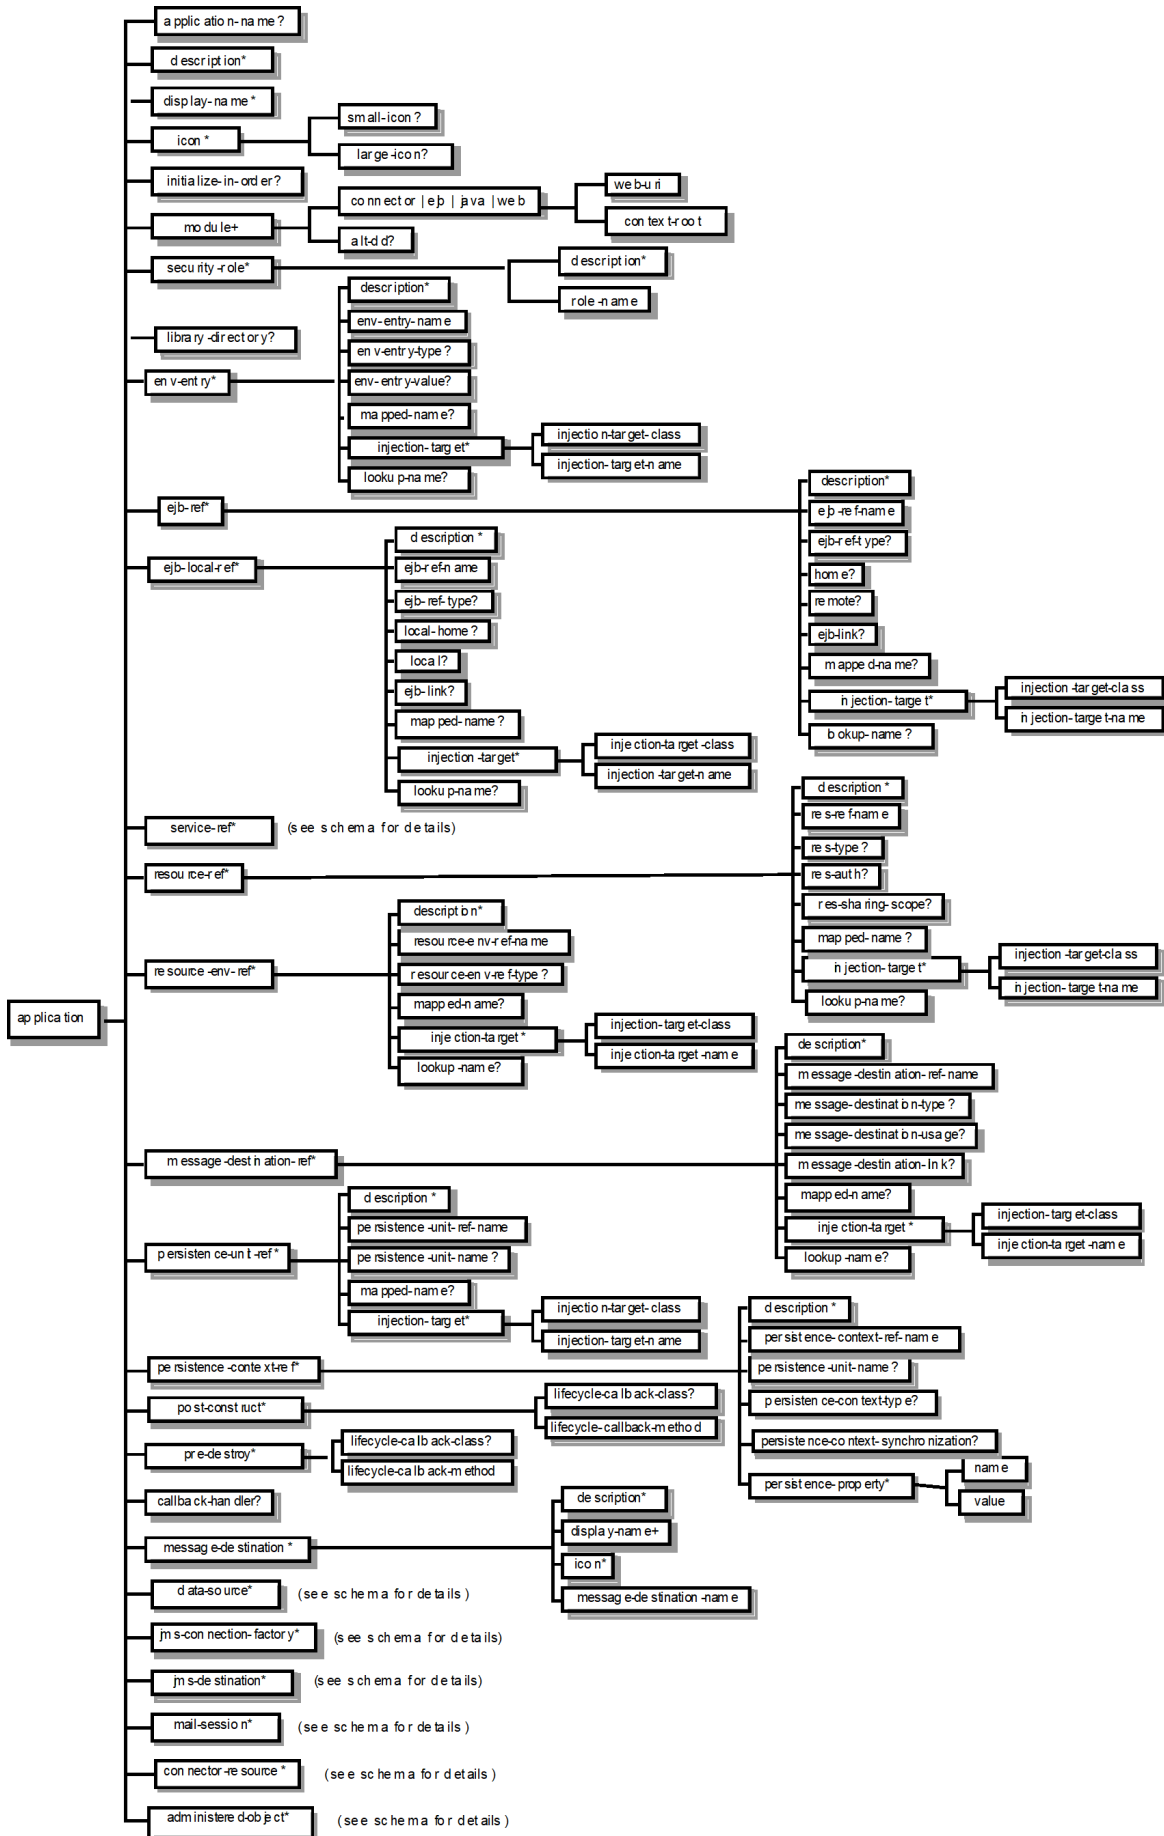 application-name?
description*
display-name*
icon*
small-icon?
large-icon?
initialize-in-order?
module+
connector | ejb | java | web
web-uri
context-root
alt-dd?
security-role*
description*
role-name
library-directory?
env-entry*
description*
env-entry-name
env-entry-type?
env-entry-value?
mapped-name?
injection-target*
injection-target-class
injection-target-name
lookup-name?
ejb-ref*
description*
ejb-ref-name
ejb-ref-type?
home?
remote?
ejb-link?
mapped-name?
injection-target*
injection-target-class
injection-target-name
lookup-name?
ejb-local-ref*
description*
ejb-ref-name
ejb-ref-type?
local-home?
local?
ejb-link?
mapped-name?
injection-target*
injection-target-class
injection-target-name
lookup-name?
service-ref*
(see schema for details)
resource-ref*
description*
res-ref-name
res-type?
res-auth?
res-sharing-scope?
mapped-name?
injection-target*
injection-target-class
injection-target-name
lookup-name?
resource-env-ref*
description*
resource-env-ref-name
resource-env-ref-type?
mapped-name?
injection-target*
injection-target-class
injection-target-name
lookup-name?
application
message-destination-ref*
description*
message-destination-ref-name
message-destination-type?
message-destination-usage?
message-destination-link?
mapped-name?
injection-target*
injection-target-class
injection-target-name
lookup-name?
persistence-unit-ref*
description*
persistence-unit-ref-name
persistence-unit-name?
mapped-name?
injection-target*
injection-target-class
injection-target-name
persistence-context-ref*
description*
persistence-context-ref-name
persistence-unit-name?
persistence-context-type?
persistence-context-synchronization?
persistence-property*
name
value
post-construct*
lifecycle-callback-class?
lifecycle-callback-method
pre-destroy*
lifecycle-callback-class?
lifecycle-callback-method
callback-handler?
message-destination*
description*
display-name+
icon*
message-destination-name
data-source*
(see schema for details)
jms-connection-factory*
(see schema for details)
jms-destination*
(see schema for details)
mail-session*
(see schema for details)
connector-resource*
(see schema for details)
administered-object*
(see schema for details)